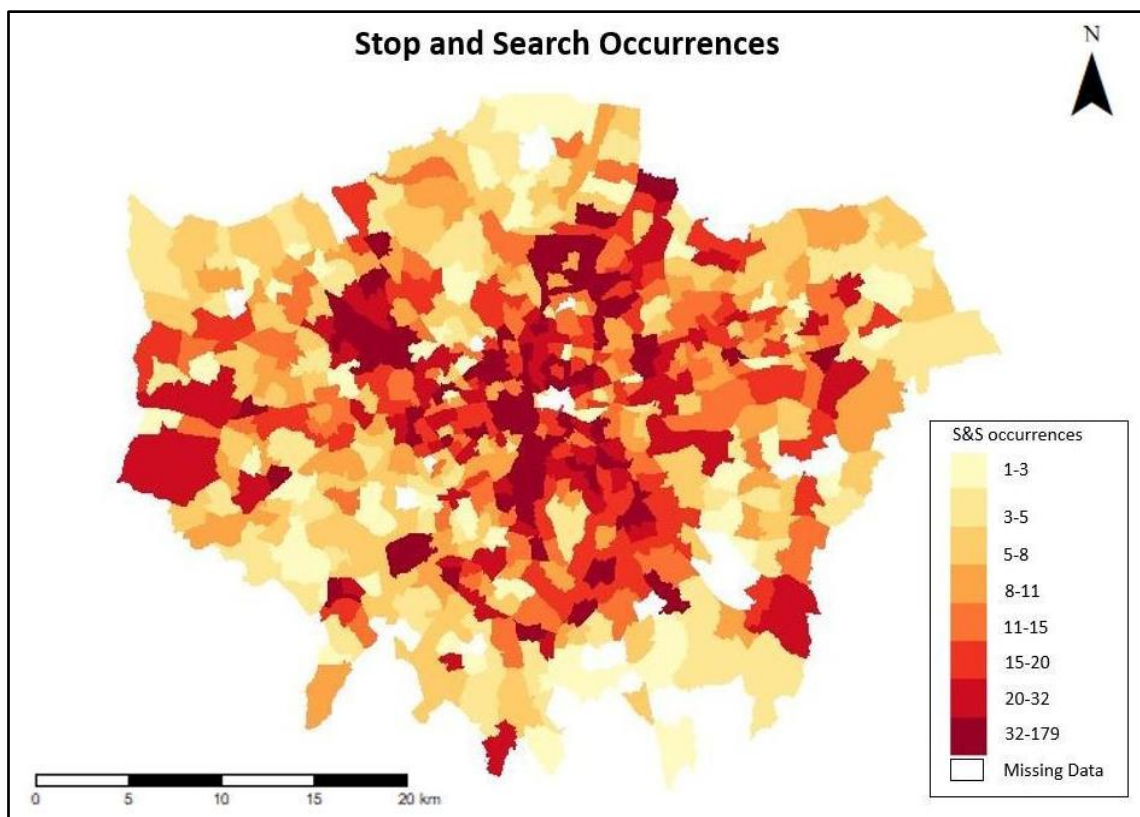 Stop and Search Occurrences
N
S&S occurrences
1-3
3-5
5-8
8-11
11-15
15-20
20-32
32-179
Missing Data
0 5 10 15 20 km